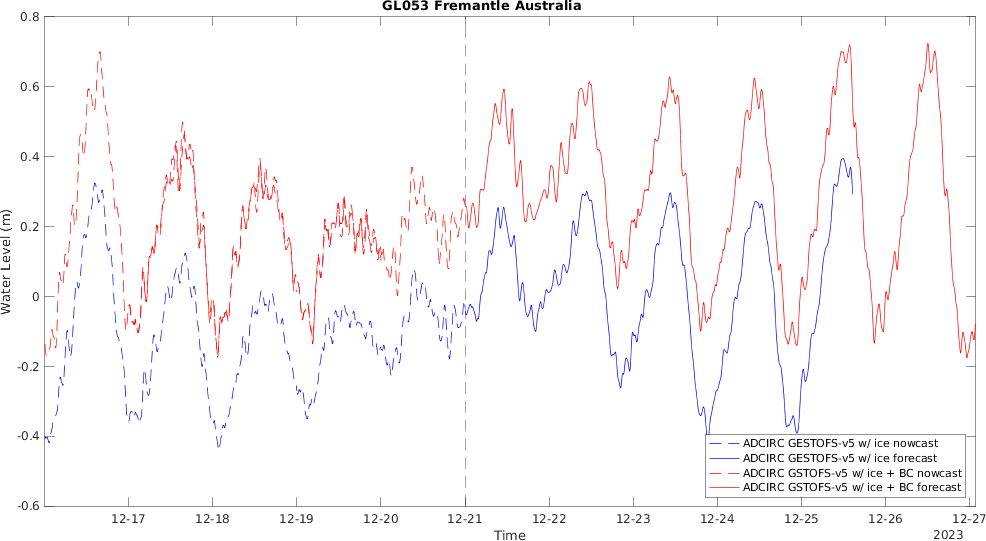 GL053 Fremantle Australia
0.8
0.6
0.4
0.2
0
-0.2
-0.4
-0.6
Water Level (m)
12-17 12-18 12-19 12-20 12-21 12-22 12-23 12-24 12-25 12-26 12-27
Time
2023
ADCIRC GESTOFS-v5 w/ ice nowcast
ADCIRC GESTOFS-v5 w/ ice forecast
ADCIRC GSTOFS-v5 w/ ice + BC nowcast
ADCIRC GSTOFS-v5 w/ ice + BC forecast